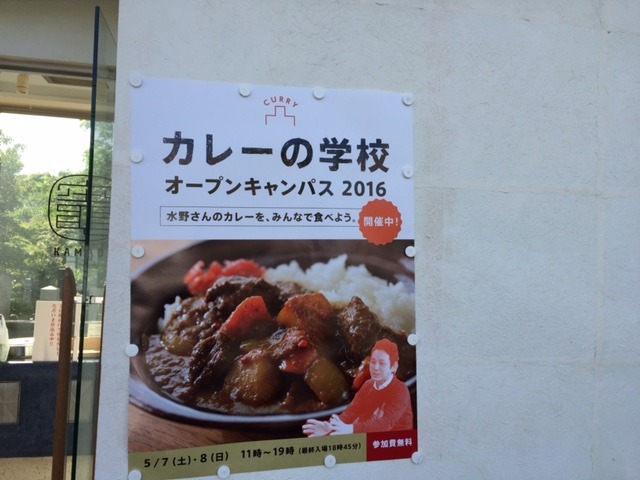 CURRY
カレーの学校
オープンキャンパス 2016
水野さんのカレーを、みんなで食べよう。
開催中!
5/7(土)・8(日) 11時~19時(最終入場18時45分)
参加費無料